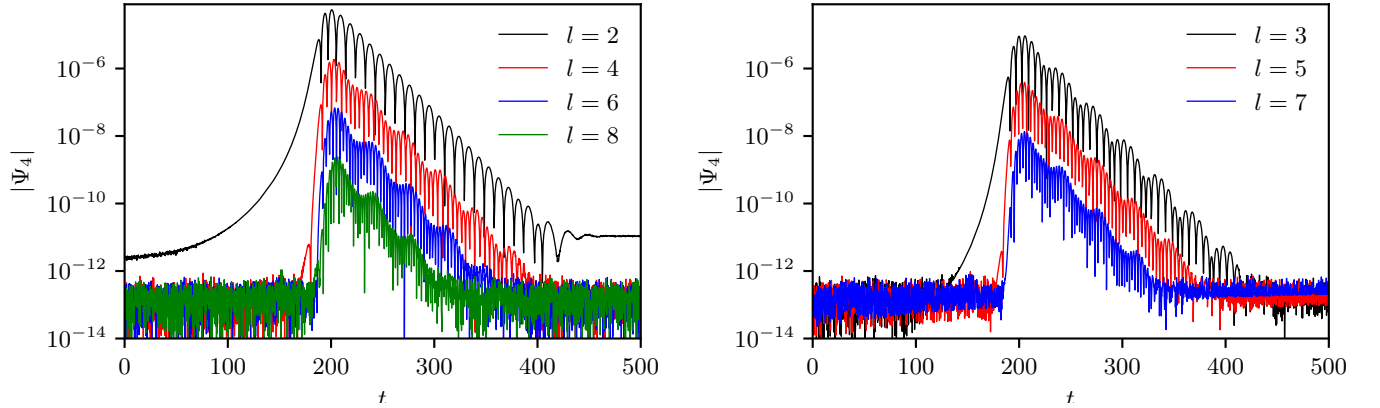 |Ψ₄|
10⁻⁶
10⁻⁸
10⁻¹⁰
10⁻¹²
10⁻¹⁴
l = 2
l = 4
l = 6
l = 8
0 100 200 300 400 500
t
|Ψ₄|
10⁻⁶
10⁻⁸
10⁻¹⁰
10⁻¹²
10⁻¹⁴
l = 3
l = 5
l = 7
0 100 200 300 400 500
t